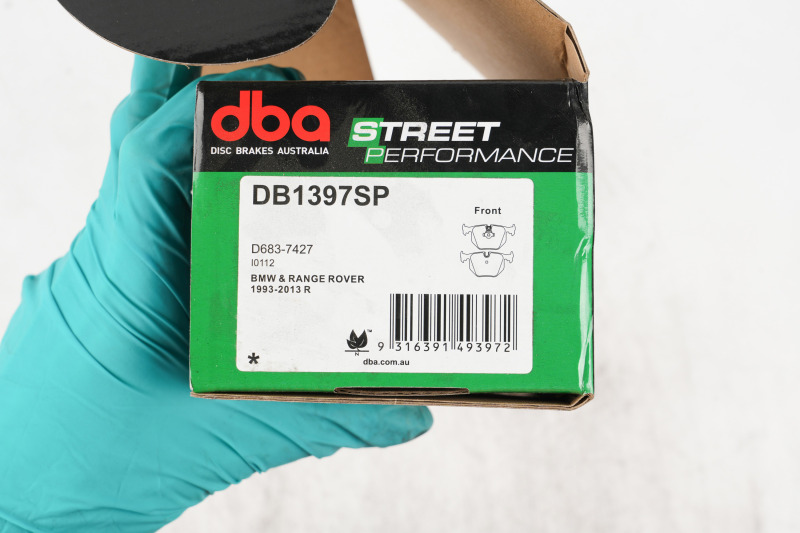 dba
DISC BRAKES AUSTRALIA
STREET
PERFORMANCE
DB1397SP
Front
D683-7427
I0112
BMW & RANGE ROVER
1993-2013 R
N
™
9 316391 493972
*
dba.com.au